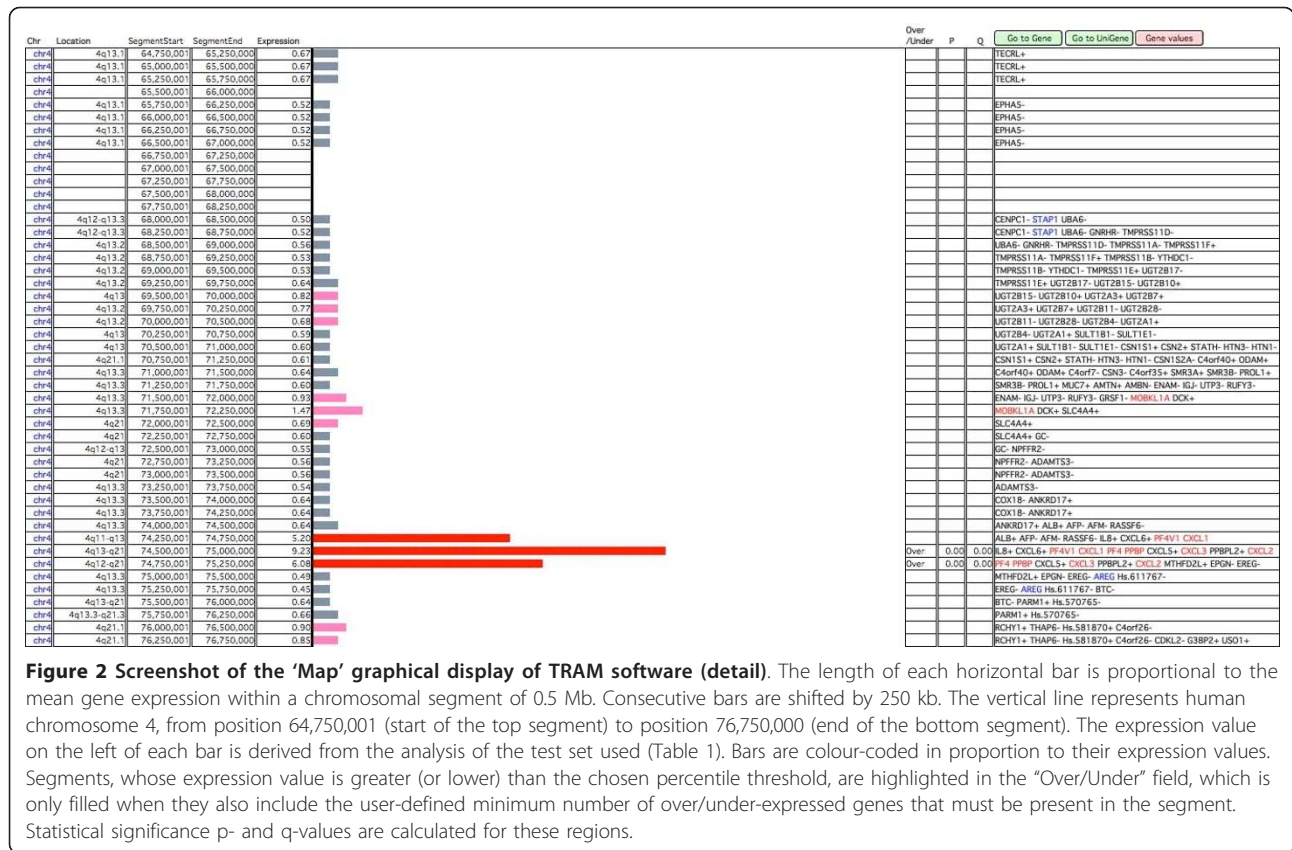 Over
Chr Location SegmentStart SegmentEnd Expression /Under P Q Go to Gene Go to UniGene Gene values
chr4 4q13.1 64,750,001 65,250,000 0.67 TECRL+
chr4 4q13.1 65,000,001 65,500,000 0.67 TECRL+
chr4 4q13.1 65,250,001 65,750,000 0.67 TECRL+
chr4 65,500,001 66,000,000
chr4 4q13.1 65,750,001 66,250,000 0.52 EPHA5-
chr4 4q13.1 66,000,001 66,500,000 0.52 EPHA5-
chr4 4q13.1 66,250,001 66,750,000 0.52 EPHA5-
chr4 4q13.1 66,500,001 67,000,000 0.52 EPHA5-
chr4 66,750,001 67,250,000
chr4 67,000,001 67,500,000
chr4 67,250,001 67,750,000
chr4 67,500,001 68,000,000
chr4 67,750,001 68,250,000
chr4 4q12-q13.3 68,000,001 68,500,000 0.50 CENPC1- STAP1 UBA6-
chr4 4q12-q13.3 68,250,001 68,750,000 0.52 CENPC1- STAP1 UBA6- GNRHR- TMPRSS11D-
chr4 4q13.2 68,500,001 69,000,000 0.56 UBA6- GNRHR- TMPRSS11D- TMPRSS11A- TMPRSS11F+
chr4 4q13.2 68,750,001 69,250,000 0.53 TMPRSS11A- TMPRSS11F+ TMPRSS11B- YTHDC1-
chr4 4q13.2 69,000,001 69,500,000 0.53 TMPRSS11B- YTHDC1- TMPRSS11E+ UGT2B17-
chr4 4q13.2 69,250,001 69,750,000 0.64 TMPRSS11E+ UGT2B17- UGT2B15- UGT2B10+
chr4 4q13 69,500,001 70,000,000 0.82 UGT2B15- UGT2B10+ UGT2A3+ UGT2B7+
chr4 4q13.2 69,750,001 70,250,000 0.77 UGT2A3+ UGT2B7+ UGT2B11- UGT2B28-
chr4 4q13.2 70,000,001 70,500,000 0.68 UGT2B11- UGT2B28- UGT2B4- UGT2A1+
chr4 4q13 70,250,001 70,750,000 0.59 UGT2B4- UGT2A1+ SULT1B1- SULT1E1-
chr4 4q13 70,500,001 71,000,000 0.60 UGT2A1+ SULT1B1- SULT1E1- CSN1S1+ CSN2+ STATH- HTN3- HTN1-
chr4 4q21.1 70,750,001 71,250,000 0.61 CSN1S1+ CSN2+ STATH- HTN3- HTN1- CSN1S2A- C4orf40+ ODAM+
chr4 4q13.3 71,000,001 71,500,000 0.64 C4orf40+ ODAM+ C4orf7- CSN3- C4orf35+ SMR3A+ SMR3B- PROL1+
chr4 4q13.3 71,250,001 71,750,000 0.60 SMR3B- PROL1+ MUC7+ AMTN+ AMBN- ENAM- IGJ- UTP3- RUFY3-
chr4 4q13.3 71,500,001 72,000,000 0.93 ENAM- IGJ- UTP3- RUFY3- GRSF1- MOBKL1A DCK+
chr4 4q13.3 71,750,001 72,250,000 1.47 MOBKL1A DCK+ SLC4A4+
chr4 4q21 72,000,001 72,500,000 0.69 SLC4A4+
chr4 4q21 72,250,001 72,750,000 0.60 SLC4A4+ GC-
chr4 4q12-q13 72,500,001 73,000,000 0.55 GC- NPFFR2-
chr4 4q21 72,750,001 73,250,000 0.56 NPFFR2- ADAMTS3-
chr4 4q21 73,000,001 73,500,000 0.56 NPFFR2- ADAMTS3-
chr4 4q13.3 73,250,001 73,750,000 0.54 ADAMTS3-
chr4 4q13.3 73,500,001 74,000,000 0.64 COX18- ANKRD17+
chr4 4q13.3 73,750,001 74,250,000 0.64 COX18- ANKRD17+
chr4 4q13.3 74,000,001 74,500,000 0.64 ANKRD17+ ALB+ AFP- AFM- RASSF6-
chr4 4q11-q13 74,250,001 74,750,000 5.20 ALB+ AFP- AFM- RASSF6- IL8+ CXCL6+ PF4V1 CXCL1
chr4 4q13-q21 74,500,001 75,000,000 9.23 Over 0.00 0.00 IL8+ CXCL6+ PF4V1 CXCL1 PF4 PPBP CXCL5+ CXCL3 PPBPL2+ CXCL2
chr4 4q12-q21 74,750,001 75,250,000 6.08 Over 0.00 0.00 PF4 PPBP CXCL5+ CXCL3 PPBPL2+ CXCL2 MTHFD2L+ EPGN- EREG-
chr4 4q13.3 75,000,001 75,500,000 0.49 MTHFD2L+ EPGN- EREG- AREG Hs.611767-
chr4 4q13.3 75,250,001 75,750,000 0.45 EREG- AREG Hs.611767- BTC-
chr4 4q13-q21 75,500,001 76,000,000 0.64 BTC- PARM1+ Hs.570765-
chr4 4q13.3-q21.3 75,750,001 76,250,000 0.66 PARM1+ Hs.570765-
chr4 4q21.1 76,000,001 76,500,000 0.90 RCHY1+ THAP6- Hs.581870+ C4orf26-
chr4 4q21.1 76,250,001 76,750,000 0.85 RCHY1+ THAP6- Hs.581870+ C4orf26- CDKL2- G3BP2+ USO1+
Figure 2 Screenshot of the 'Map' graphical display of TRAM software (detail). The length of each horizontal bar is proportional to the
mean gene expression within a chromosomal segment of 0.5 Mb. Consecutive bars are shifted by 250 kb. The vertical line represents human
chromosome 4, from position 64,750,001 (start of the top segment) to position 76,750,000 (end of the bottom segment). The expression value
on the left of each bar is derived from the analysis of the test set used (Table 1). Bars are colour-coded in proportion to their expression values.
Segments, whose expression value is greater (or lower) than the chosen percentile threshold, are highlighted in the "Over/Under" field, which is
only filled when they also include the user-defined minimum number of over/under-expressed genes that must be present in the segment.
Statistical significance p- and q-values are calculated for these regions.